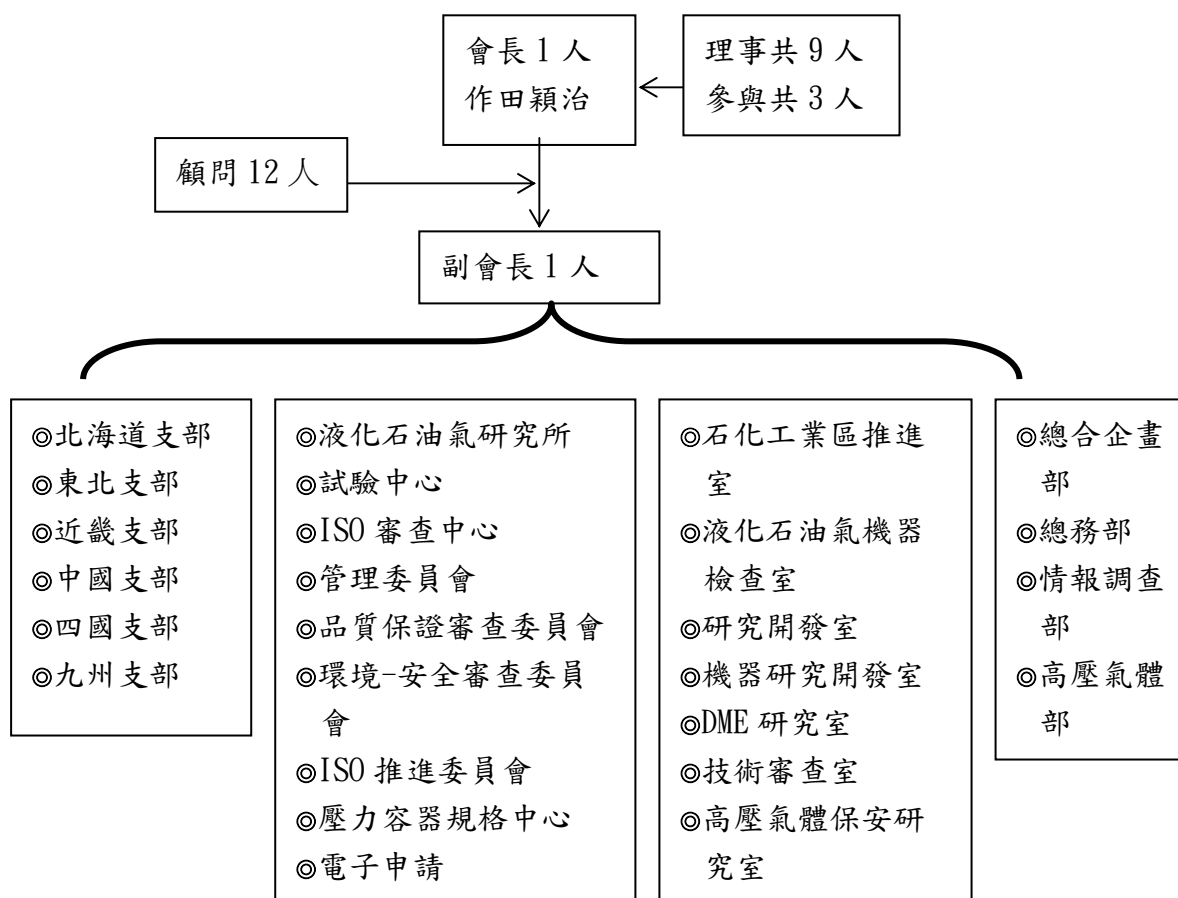 會長1人
作田穎治
理事共9人
參與共3人
顧問12人
副會長1人
◎北海道支部
◎東北支部
◎近畿支部
◎中國支部
◎四國支部
◎九州支部
◎液化石油氣研究所
◎試驗中心
◎ISO審查中心
◎管理委員會
◎品質保證審查委員會
◎環境-安全審查委員
會
◎ISO推進委員會
◎壓力容器規格中心
◎電子申請
◎石化工業區推進
室
◎液化石油氣機器
檢查室
◎研究開發室
◎機器研究開發室
◎DME研究室
◎技術審查室
◎高壓氣體保安研
究室
◎總合企畫
部
◎總務部
◎情報調查
部
◎高壓氣體
部